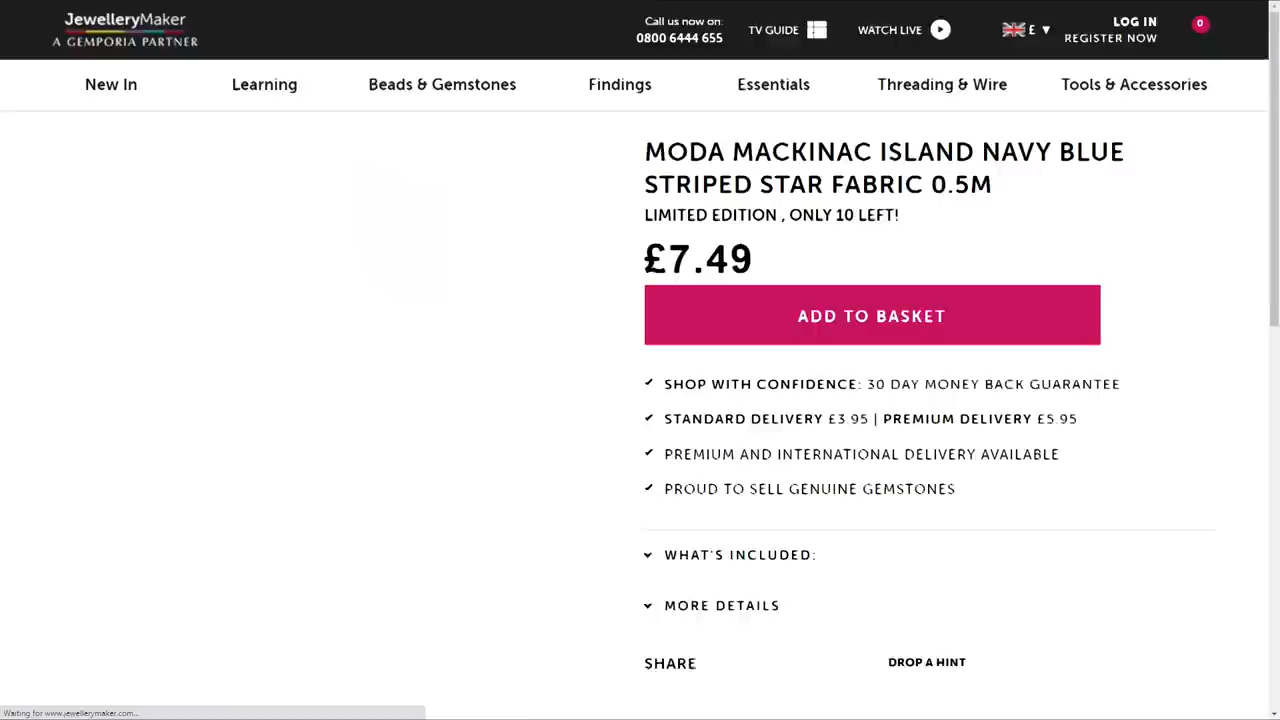 JewelleryMaker
A GEMPORIA PARTNER
Call us now on:
0800 6444 655
TV GUIDE
WATCH LIVE
£ ▼
LOG IN
REGISTER NOW
0
New In
Learning
Beads & Gemstones
Findings
Essentials
Threading & Wire
Tools & Accessories
MODA MACKINAC ISLAND NAVY BLUE
STRIPED STAR FABRIC 0.5M
LIMITED EDITION , ONLY 10 LEFT!
£7.49
ADD TO BASKET
SHOP WITH CONFIDENCE: 30 DAY MONEY BACK GUARANTEE
STANDARD DELIVERY £3.95 | PREMIUM DELIVERY £5.95
PREMIUM AND INTERNATIONAL DELIVERY AVAILABLE
PROUD TO SELL GENUINE GEMSTONES
WHAT'S INCLUDED:
MORE DETAILS
SHARE
DROP A HINT
Waiting for www.jewellerymaker.com...